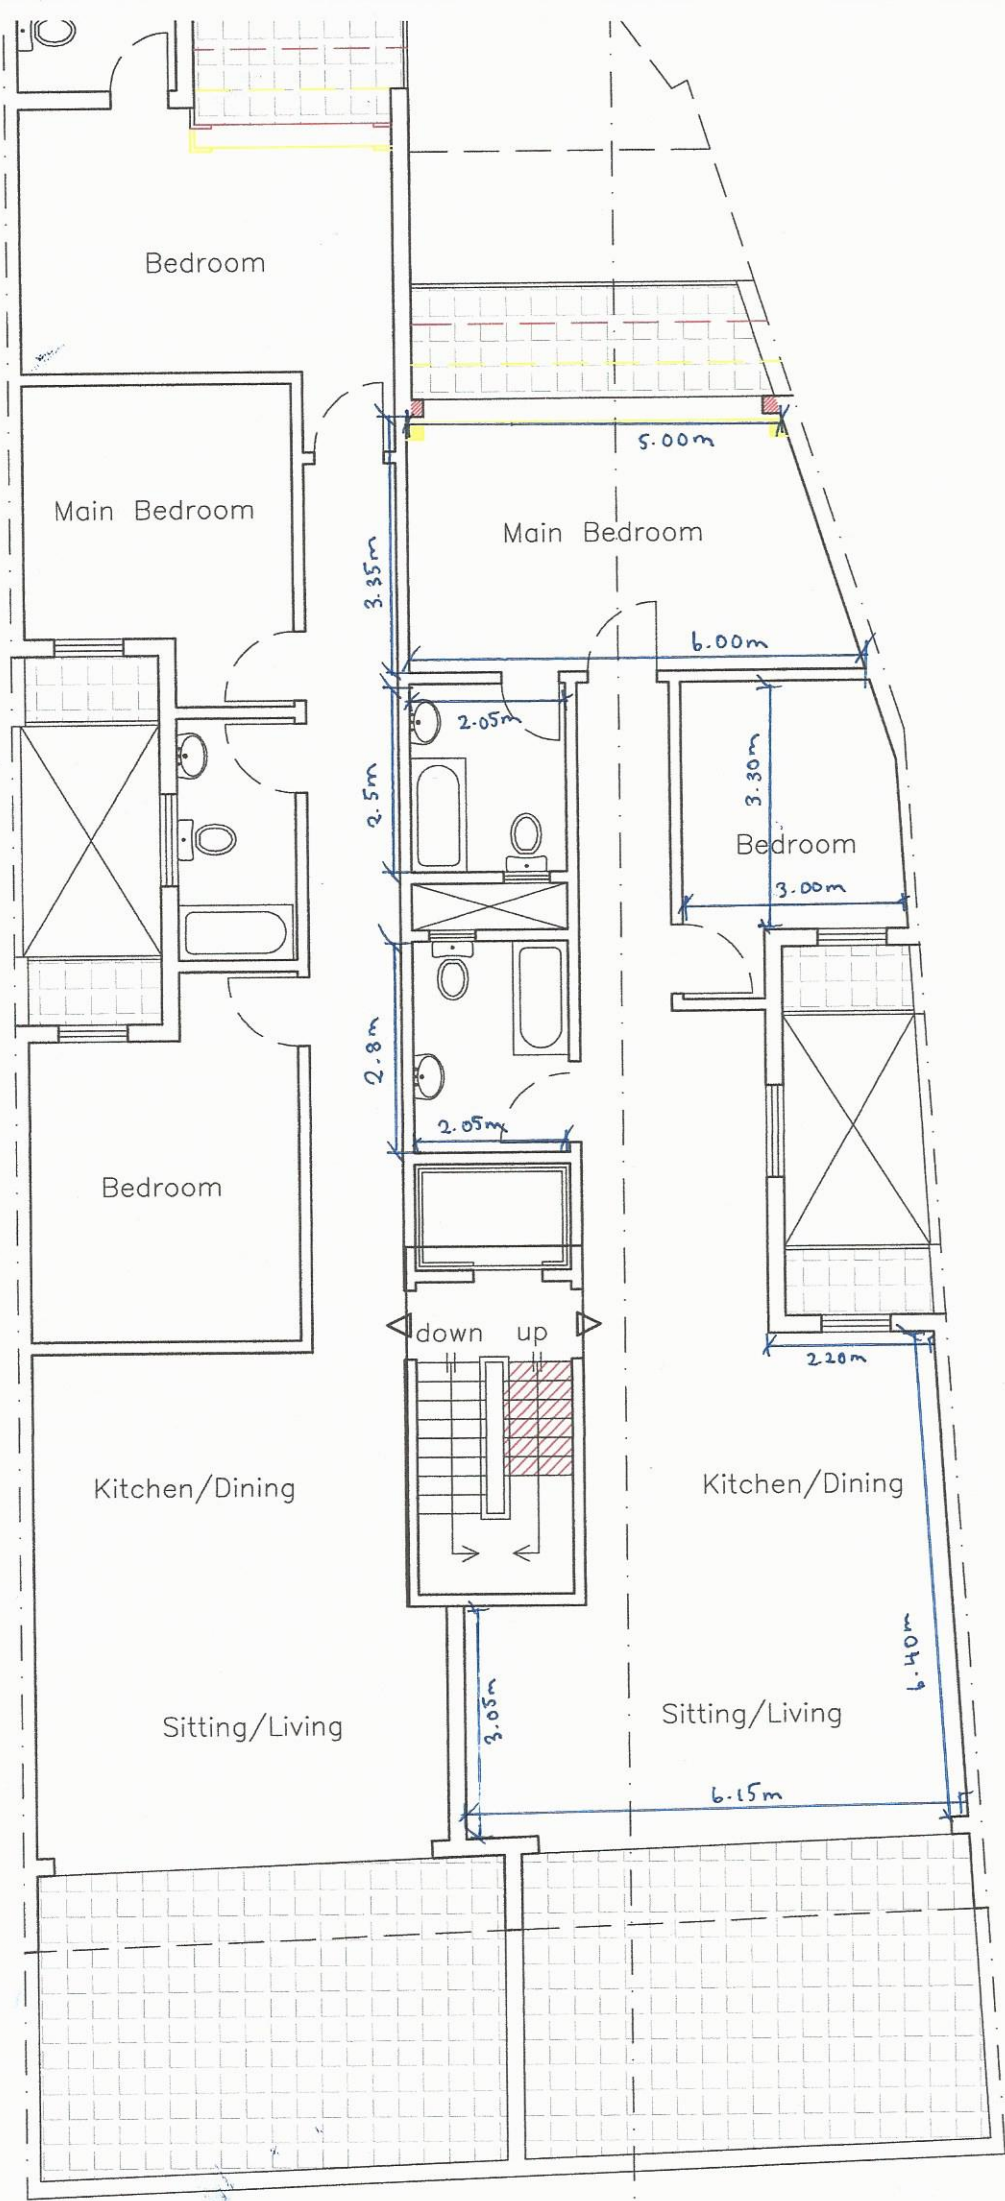 Bedroom
5.00m
Main Bedroom
Main Bedroom
3.35m
6.00m
2.05m
2.5m
3.30m
Bedroom
3.00m
2.8m
2.05m
Bedroom
down up
2.20m
Kitchen/Dining
Kitchen/Dining
6.40m
3.05m
Sitting/Living
Sitting/Living
6.15m